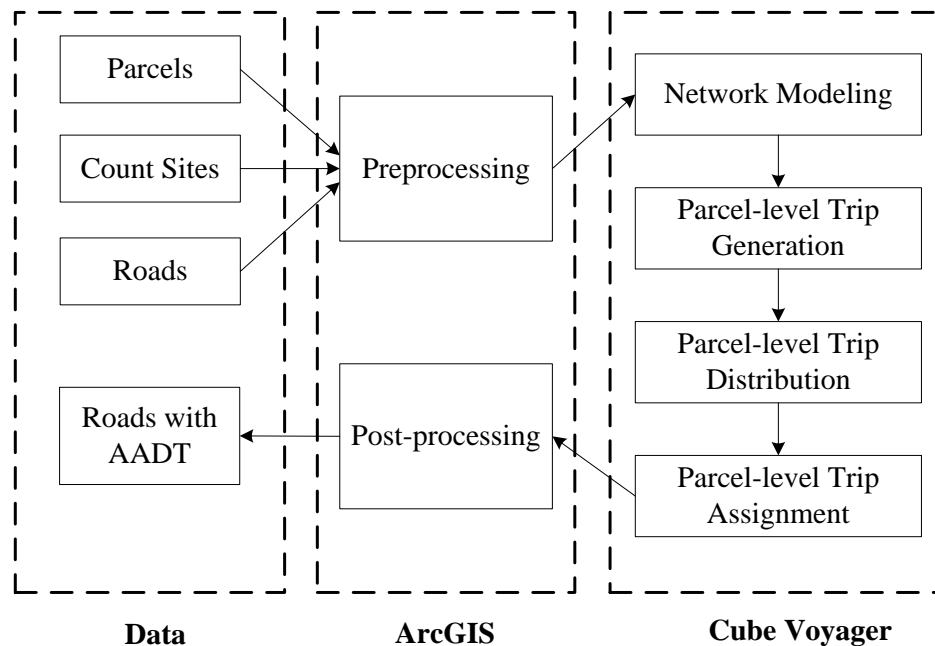 Parcels
Count Sites
Roads
Roads with
AADT
Preprocessing
Post-processing
Network Modeling
Parcel-level Trip
Generation
Parcel-level Trip
Distribution
Parcel-level Trip
Assignment
Data
ArcGIS
Cube Voyager